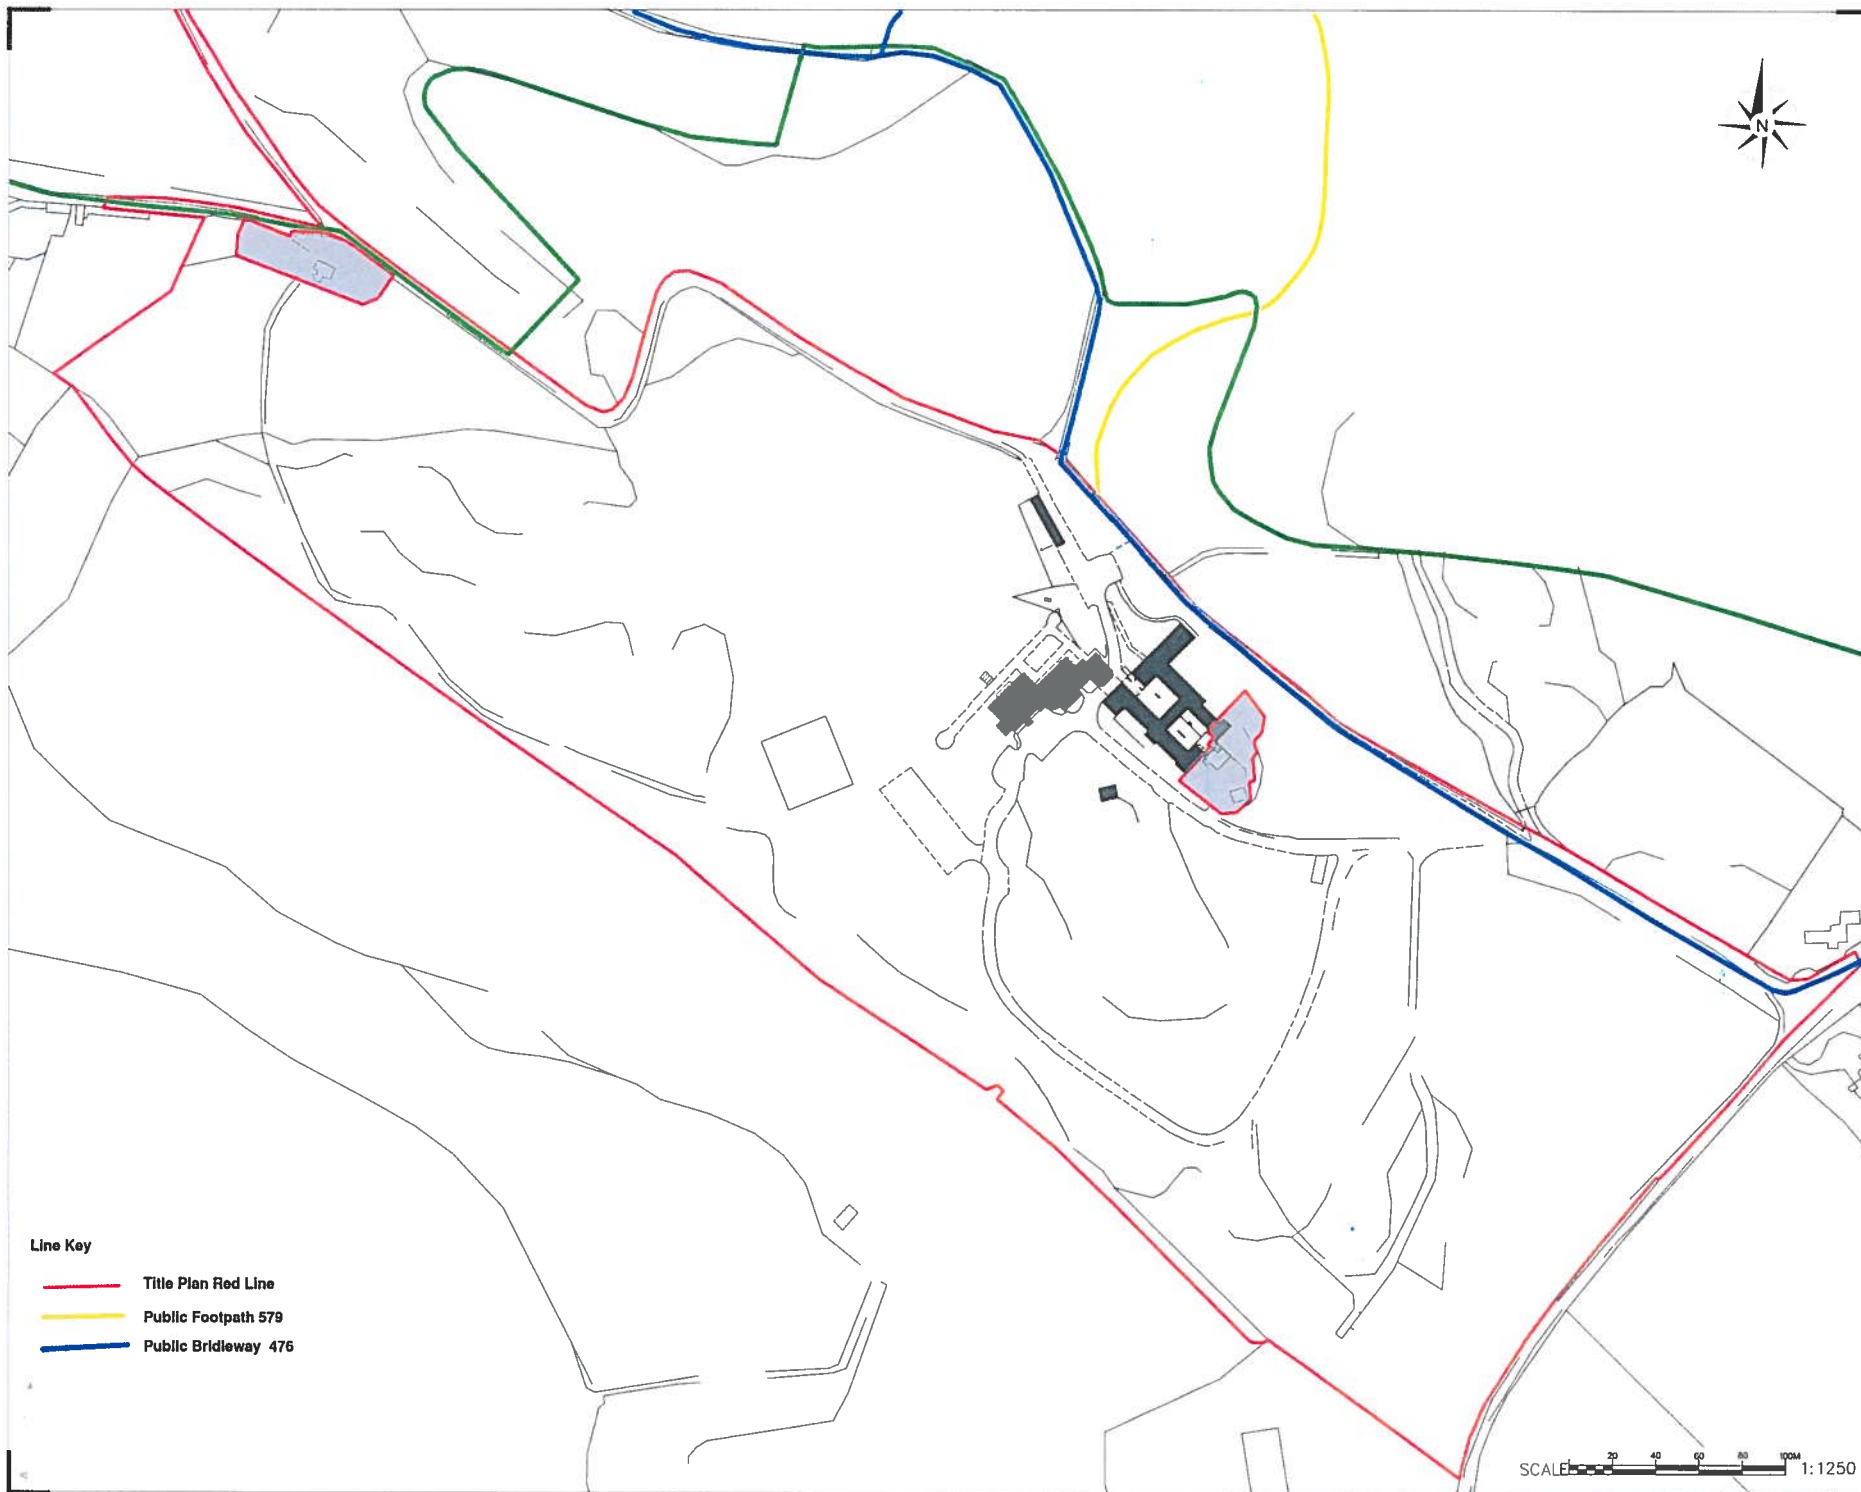 N
Line Key
Title Plan Red Line
Public Footpath 579
Public Bridleway 476
20 40 60 80 100M
SCALE 1:1250